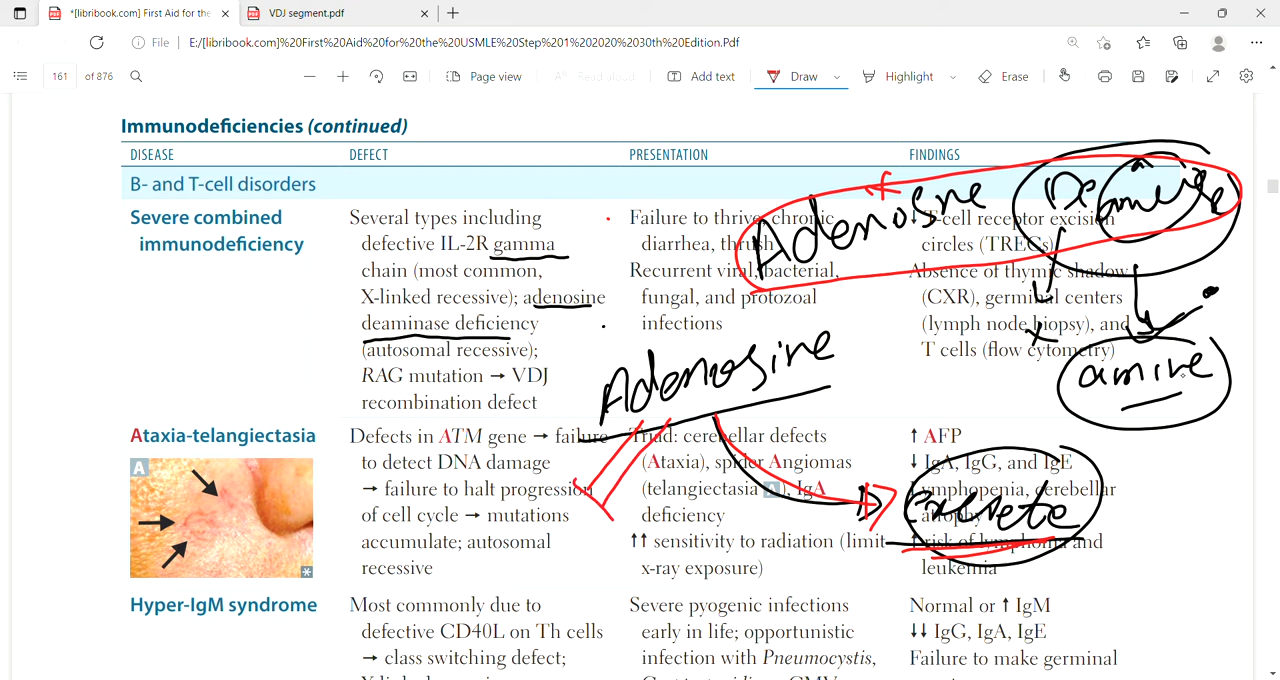 *[libribook.com] First Aid for the
VDJ segment.pdf
File
E:/[libribook.com]%20First%20Aid%20for%20the%20USMLE%20Step%201%202020%2030th%20Edition.Pdf
161 of 876
Page view
Read aloud
Add text
Draw
Highlight
Erase
Immunodeficiencies (continued)
DISEASE DEFECT PRESENTATION FINDINGS
B- and T-cell disorders
Severe combined
immunodeficiency
Several types including
defective IL-2R gamma
chain (most common,
X-linked recessive); adenosine
deaminase deficiency
(autosomal recessive);
RAG mutation → VDJ
recombination defect
Failure to thrive, chronic
diarrhea, thrush
Recurrent viral, bacterial,
fungal, and protozoal
infections
↓ T-cell receptor excision
circles (TRECs)
Absence of thymic shadow
(CXR), germinal centers
(lymph node biopsy), and
T cells (flow cytometry)
Adenosine
amine
Excrete
Ataxia-telangiectasia
A
Defects in ATM gene → failure
to detect DNA damage
→ failure to halt progression
of cell cycle → mutations
accumulate; autosomal
recessive
Triad: cerebellar defects
(Ataxia), spider Angiomas
(telangiectasia A), IgA
deficiency
↑↑ sensitivity to radiation (limit
x-ray exposure)
↑ AFP
↓ IgA, IgG, and IgE
Lymphopenia, cerebellar
atrophy
↑ risk of lymphoma and
leukemia
Hyper-IgM syndrome
Most commonly due to
defective CD40L on Th cells
→ class switching defect;
Severe pyogenic infections
early in life; opportunistic
infection with Pneumocystis,
Normal or ↑ IgM
↓↓ IgG, IgA, IgE
Failure to make germinal